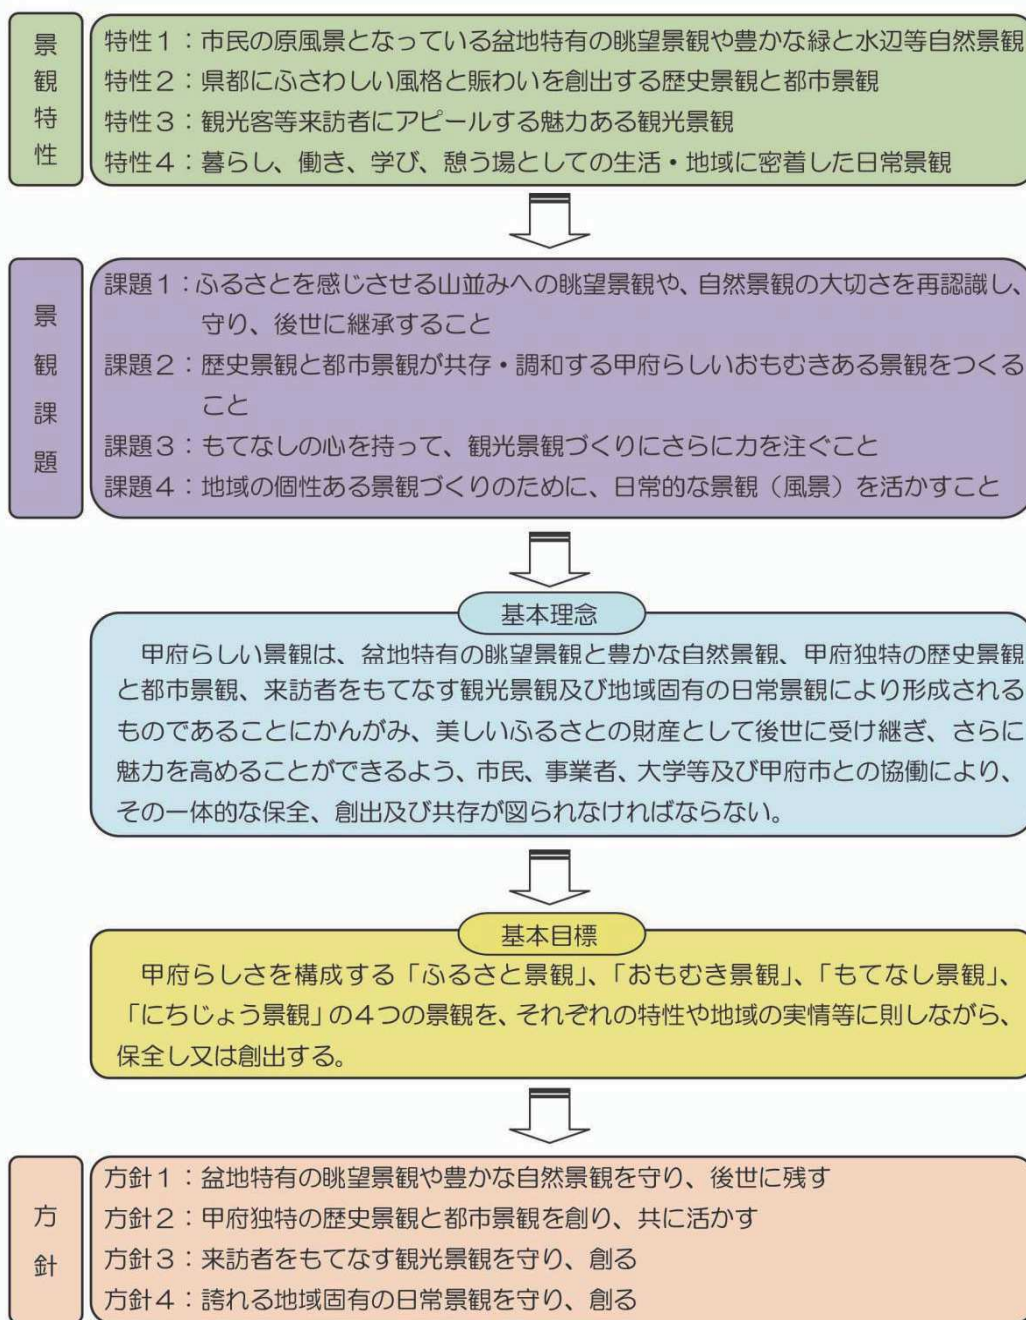 景観特性
特性１：市民の原風景となっている盆地特有の眺望景観や豊かな緑と水辺等自然景観
特性２：県都にふさわしい風格と賑わいを創出する歴史景観と都市景観
特性３：観光客等来訪者にアピールする魅力ある観光景観
特性４：暮らし、働き、学び、憩う場としての生活・地域に密着した日常景観
景観課題
課題１：ふるさとを感じさせる山並みへの眺望景観や、自然景観の大切さを再認識し、
守り、後世に継承すること
課題２：歴史景観と都市景観が共存・調和する甲府らしいおもむきある景観をつくる
こと
課題３：もてなしの心を持って、観光景観づくりにさらに力を注ぐこと
課題４：地域の個性ある景観づくりのために、日常的な景観（風景）を活かすこと
基本理念
甲府らしい景観は、盆地特有の眺望景観と豊かな自然景観、甲府独特の歴史景観
と都市景観、来訪者をもてなす観光景観及び地域固有の日常景観により形成される
ものであることにかんがみ、美しいふるさとの財産として後世に受け継ぎ、さらに
魅力を高めることができるよう、市民、事業者、大学等及び甲府市との協働により、
その一体的な保全、創出及び共存が図られなければならない。
基本目標
甲府らしさを構成する「ふるさと景観」、「おもむき景観」、「もてなし景観」、
「にちじょう景観」の４つの景観を、それぞれの特性や地域の実情等に則しながら、
保全し又は創出する。
方針
方針１：盆地特有の眺望景観や豊かな自然景観を守り、後世に残す
方針２：甲府独特の歴史景観と都市景観を創り、共に活かす
方針３：来訪者をもてなす観光景観を守り、創る
方針４：誇れる地域固有の日常景観を守り、創る